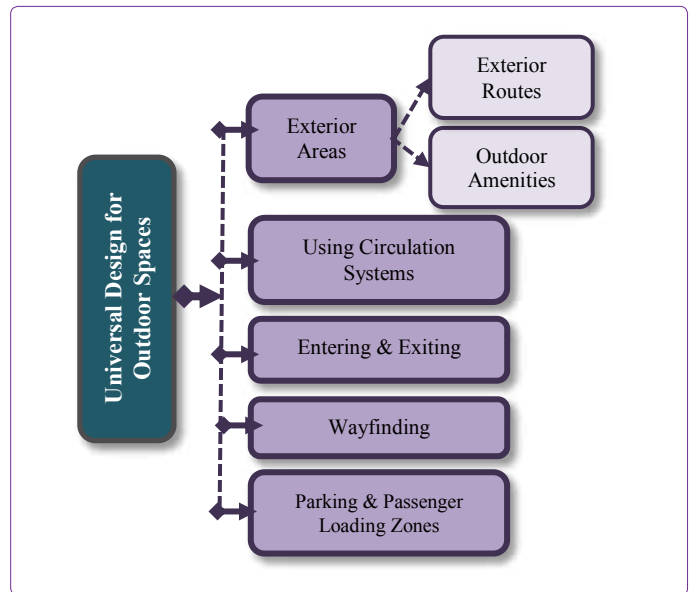 Universal Design for
Outdoor Spaces
Exterior
Areas
Exterior
Routes
Outdoor
Amenities
Using Circulation
Systems
Entering & Exiting
Wayfinding
Parking & Passenger
Loading Zones